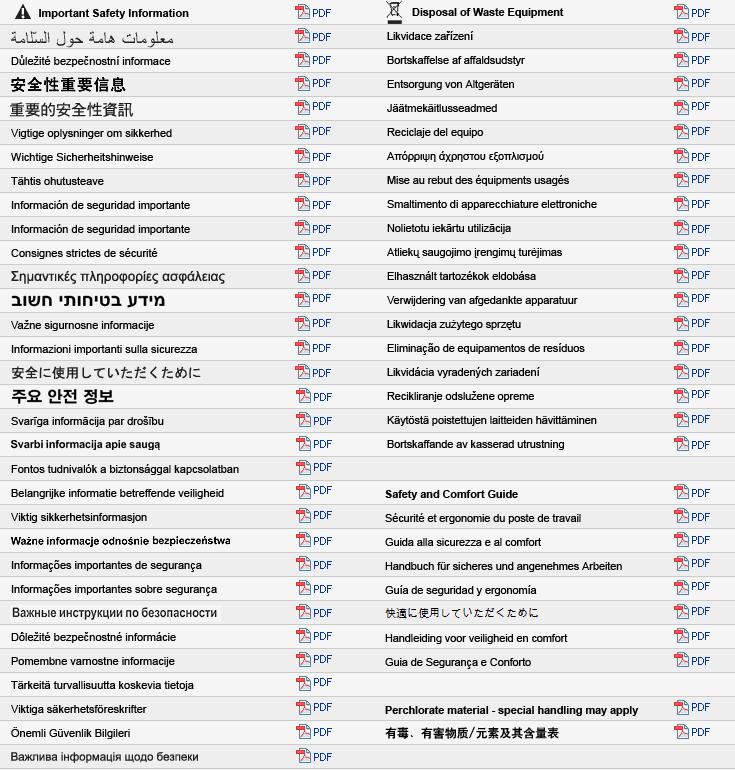 Important Safety Information PDF
معلومات هامة حول السّلامة PDF
Důležité bezpečnostní informace PDF
安全性重要信息 PDF
重要的安全性資訊 PDF
Vigtige oplysninger om sikkerhed PDF
Wichtige Sicherheitshinweise PDF
Tähtis ohutusteave PDF
Información de seguridad importante PDF
Información de seguridad importante PDF
Consignes strictes de sécurité PDF
Σημαντικές πληροφορίες ασφάλειας PDF
מידע בטיחותי חשוב PDF
Važne sigurnosne informacije PDF
Informazioni importanti sulla sicurezza PDF
安全に使用していただくために PDF
주요 안전 정보 PDF
Svarīga informācija par drošību PDF
Svarbi informacija apie saugą PDF
Fontos tudnivalók a biztonsággal kapcsolatban PDF
Belangrijke informatie betreffende veiligheid PDF
Viktig sikkerhetsinformasjon PDF
Ważne informacje odnośnie bezpieczeństwa PDF
Informações importantes de segurança PDF
Informações importantes sobre segurança PDF
Важные инструкции по безопасности PDF
Dôležité bezpečnostné informácie PDF
Pomembne varnostne informacije PDF
Tärkeitä turvallisuutta koskevia tietoja PDF
Viktiga säkerhetsföreskrifter PDF
Önemli Güvenlik Bilgileri PDF
Важлива інформація щодо безпеки PDF
Disposal of Waste Equipment PDF
Likvidace zařízení PDF
Bortskaffelse af affaldsudstyr PDF
Entsorgung von Altgeräten PDF
Jäätmekäitlusseadmed PDF
Reciclaje del equipo PDF
Απόρριψη άχρηστου εξοπλισμού PDF
Mise au rebut des équipments usagés PDF
Smaltimento di apparecchiature elettroniche PDF
Nolietotu iekārtu utilizācija PDF
Atliekų saugojimo įrengimų turėjimas PDF
Elhasznált tartozékok eldobása PDF
Verwijdering van afgedankte apparatuur PDF
Likwidacja zużytego sprzętu PDF
Eliminação de equipamentos de resíduos PDF
Likvidácia vyradených zariadení PDF
Recikliranje odslužene opreme PDF
Käytöstä poistettujen laitteiden hävittäminen PDF
Bortskaffande av kasserad utrustning PDF
Safety and Comfort Guide PDF
Sécurité et ergonomie du poste de travail PDF
Guida alla sicurezza e al comfort PDF
Handbuch für sicheres und angenehmes Arbeiten PDF
Guía de seguridad y ergonomía PDF
快適に使用していただくために PDF
Handleiding voor veiligheid en comfort PDF
Guia de Segurança e Conforto PDF
Perchlorate material - special handling may apply PDF
有毒、有害物质/元素及其含量表 PDF